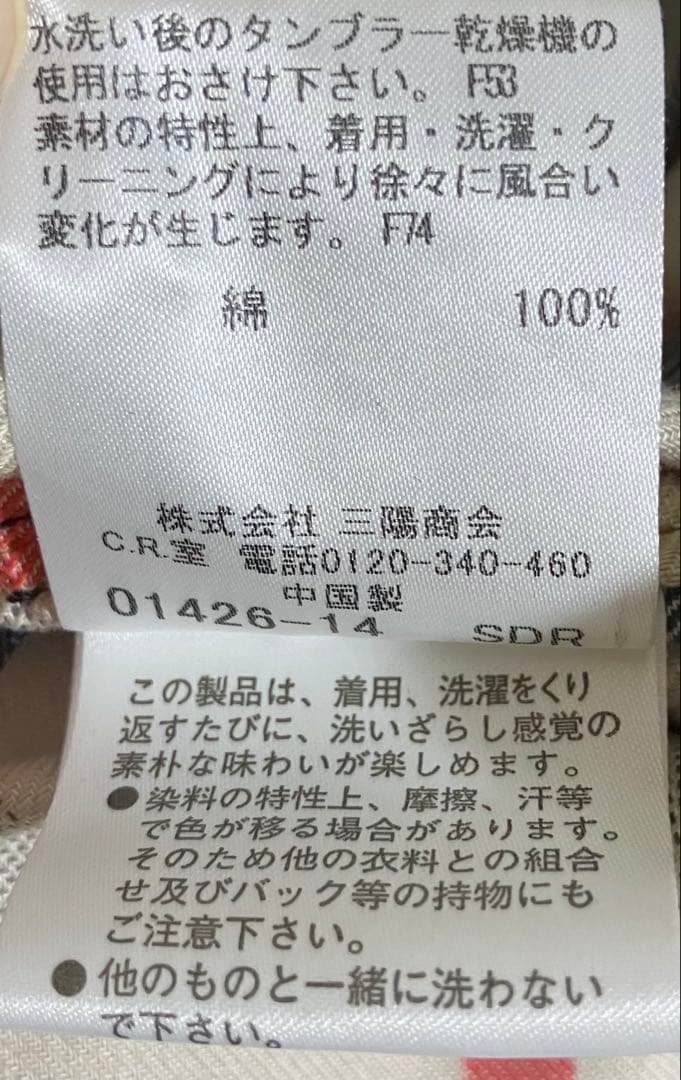 水洗い後のタンブラー乾燥機の
使用はおさけ下さい。 F53
素材の特性上、着用・洗濯・ク
リーニングにより徐々に風合い
変化が生じます。 F74
綿 100%
株式会社 三陽商会
C.R.室 電話0120-340-460
中国製
01426-14 SDR
この製品は、着用、洗濯をくり
返すたびに、洗いざらし感覚の
素朴な味わいが楽しめます。
●染料の特性上、摩擦、汗等
で色が移る場合があります。
そのため他の衣料との組合
せ及びバック等の持物にも
ご注意下さい。
●他のものと一緒に洗わない
で下さい。